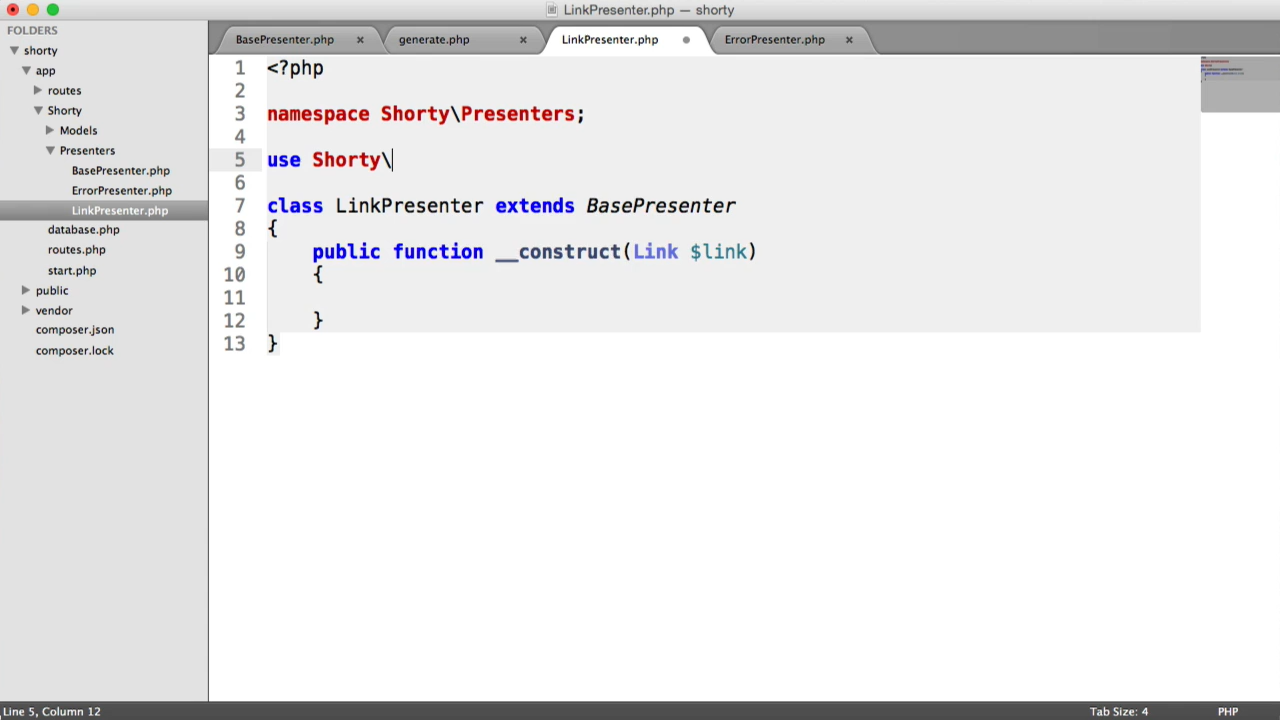 LinkPresenter.php — shorty
FOLDERS
shorty
app
routes
Shorty
Models
Presenters
BasePresenter.php
ErrorPresenter.php
LinkPresenter.php
database.php
routes.php
start.php
public
vendor
composer.json
composer.lock
BasePresenter.php
generate.php
LinkPresenter.php
ErrorPresenter.php
1 <?php
2
3 namespace Shorty\Presenters;
4
5 use Shorty\
6
7 class LinkPresenter extends BasePresenter
8 {
9 public function __construct(Link $link)
10 {
11
12 }
13 }
Line 5, Column 12
Tab Size: 4
PHP